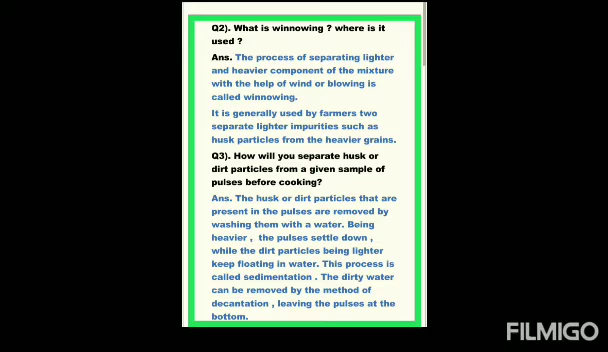 Q2). What is winnowing ? where is it
used ?
Ans. The process of separating lighter
and heavier component of the mixture
with the help of wind or blowing is
called winnowing.
It is generally used by farmers two
separate lighter impurities such as
husk particles from the heavier grains.
Q3). How will you separate husk or
dirt particles from a given sample of
pulses before cooking?
Ans. The husk or dirt particles that are
present in the pulses are removed by
washing them with a water. Being
heavier , the pulses settle down ,
while the dirt particles being lighter
keep floating in water. This process is
called sedimentation . The dirty water
can be removed by the method of
decantation , leaving the pulses at the
bottom.
FILMIGO